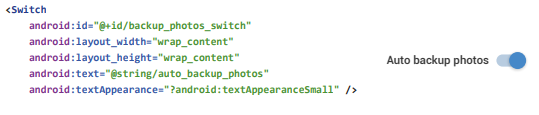 <Switch
android:id="@+id/backup_photos_switch"
android:layout_width="wrap_content"
android:layout_height="wrap_content"
android:text="@string/auto_backup_photos"
android:textAppearance="?android:textAppearanceSmall" />
Auto backup photos